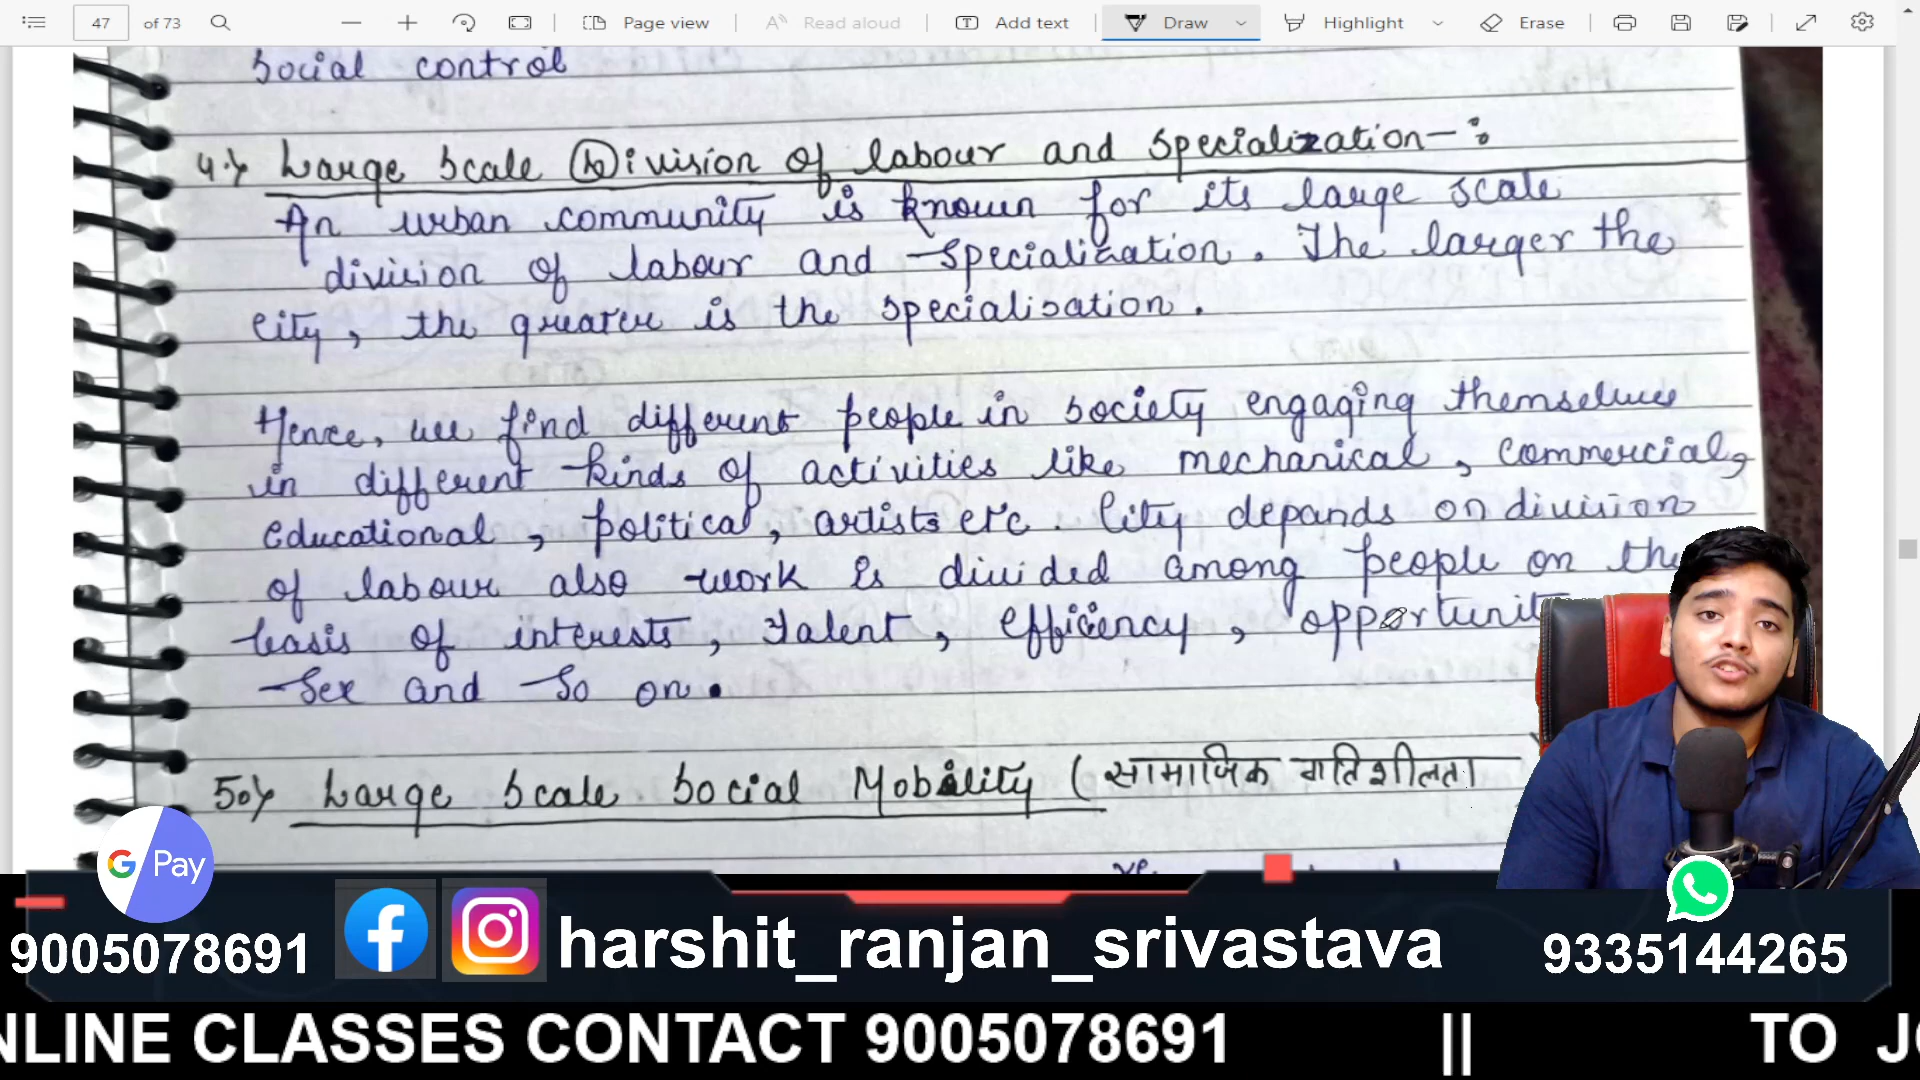 47 of 73 Page view Read aloud Add text Draw Highlight Erase
Social control
4.) Large Scale Division of labour and Specialization-:
An urban community is known for its large scale
division of labour and specialization. The larger the
city, the greater is the specialisation.
Hence, we find different people in society engaging themselves
in different kinds of activities like mechanical, commercial,
educational, political, artists etc. City depands on division
of labour also work is divided among people on the
basis of interests, talent, efficency, opportunit
Sex and So on.
5.) Large Scale Social Mobility (सामाजिक गतिशीलता
G Pay
9005078691
harshit_ranjan_srivastava
9335144265
NLINE CLASSES CONTACT 9005078691 || TO JO